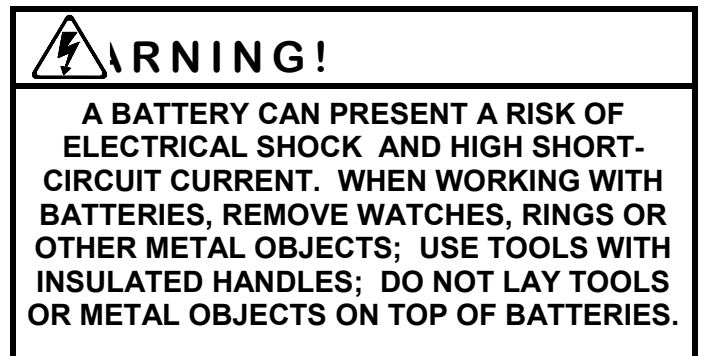 ARNING!
A BATTERY CAN PRESENT A RISK OF
ELECTRICAL SHOCK AND HIGH SHORT-
CIRCUIT CURRENT. WHEN WORKING WITH
BATTERIES, REMOVE WATCHES, RINGS OR
OTHER METAL OBJECTS; USE TOOLS WITH
INSULATED HANDLES; DO NOT LAY TOOLS
OR METAL OBJECTS ON TOP OF BATTERIES.